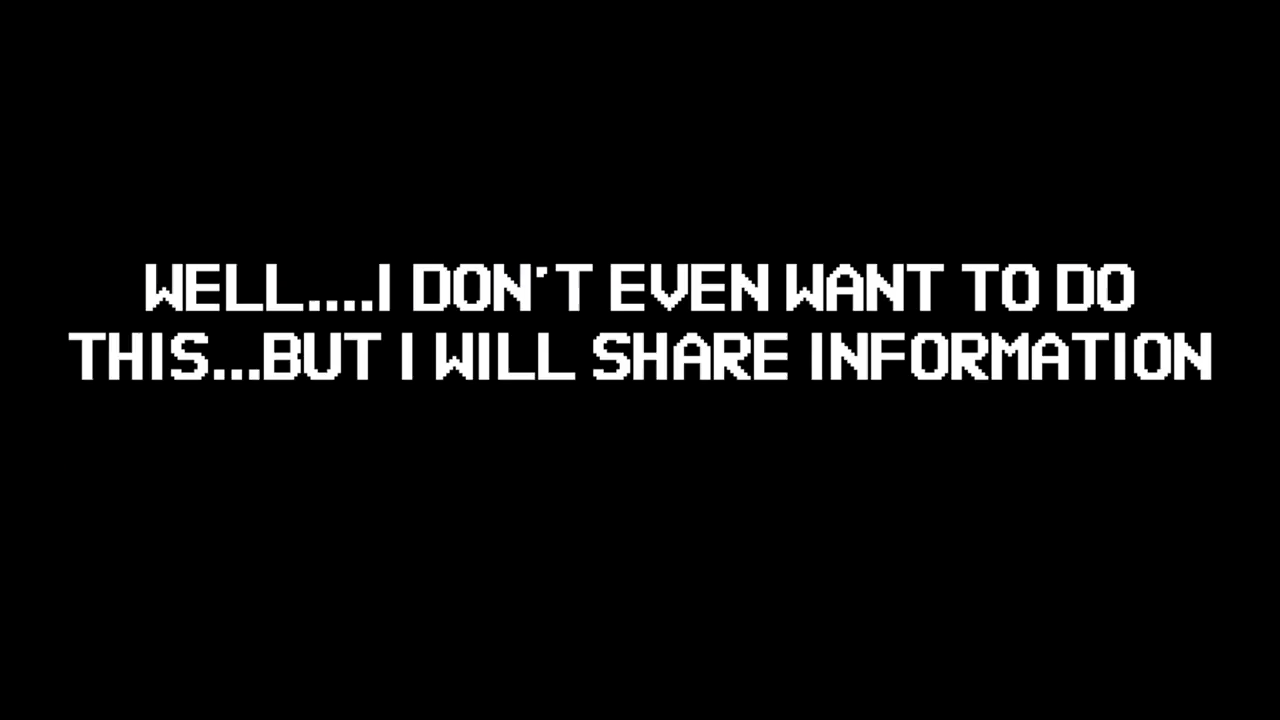 WELL....I DON'T EVEN WANT TO DO
THIS...BUT I WILL SHARE INFORMATION